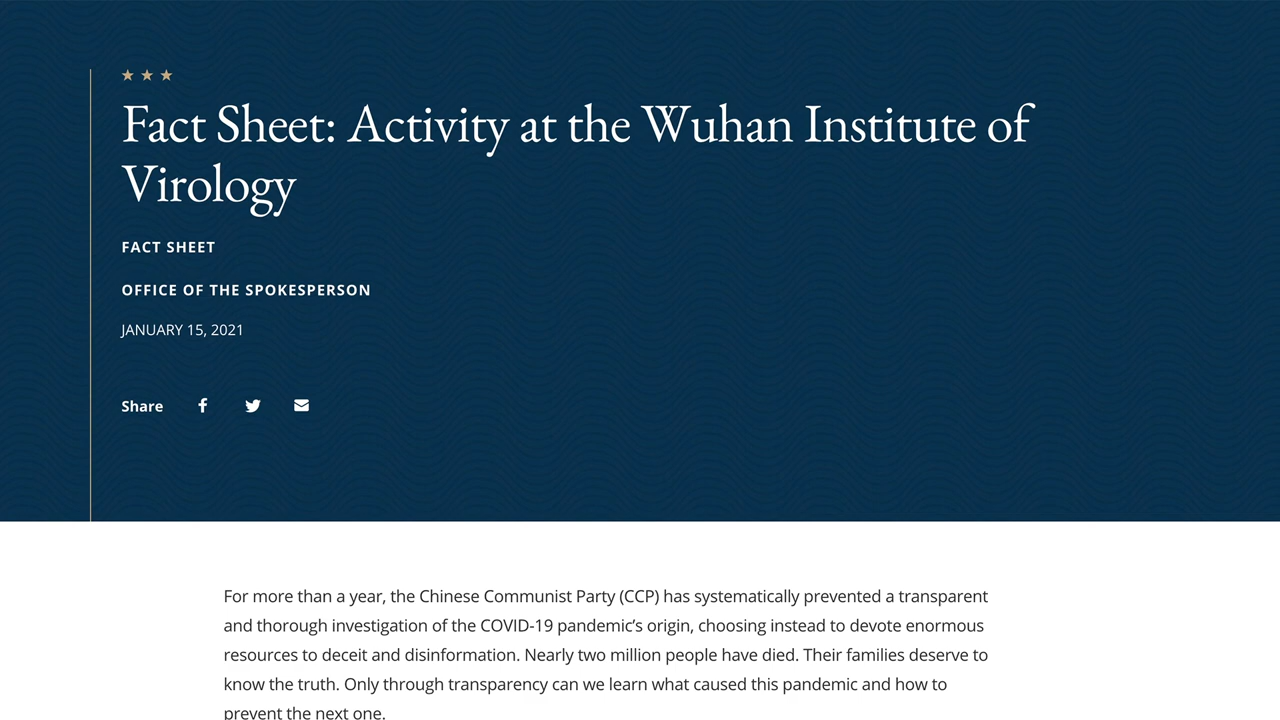 Fact Sheet: Activity at the Wuhan Institute of
Virology
FACT SHEET
OFFICE OF THE SPOKESPERSON
JANUARY 15, 2021
Share
For more than a year, the Chinese Communist Party (CCP) has systematically prevented a transparent
and thorough investigation of the COVID-19 pandemic’s origin, choosing instead to devote enormous
resources to deceit and disinformation. Nearly two million people have died. Their families deserve to
know the truth. Only through transparency can we learn what caused this pandemic and how to
prevent the next one.